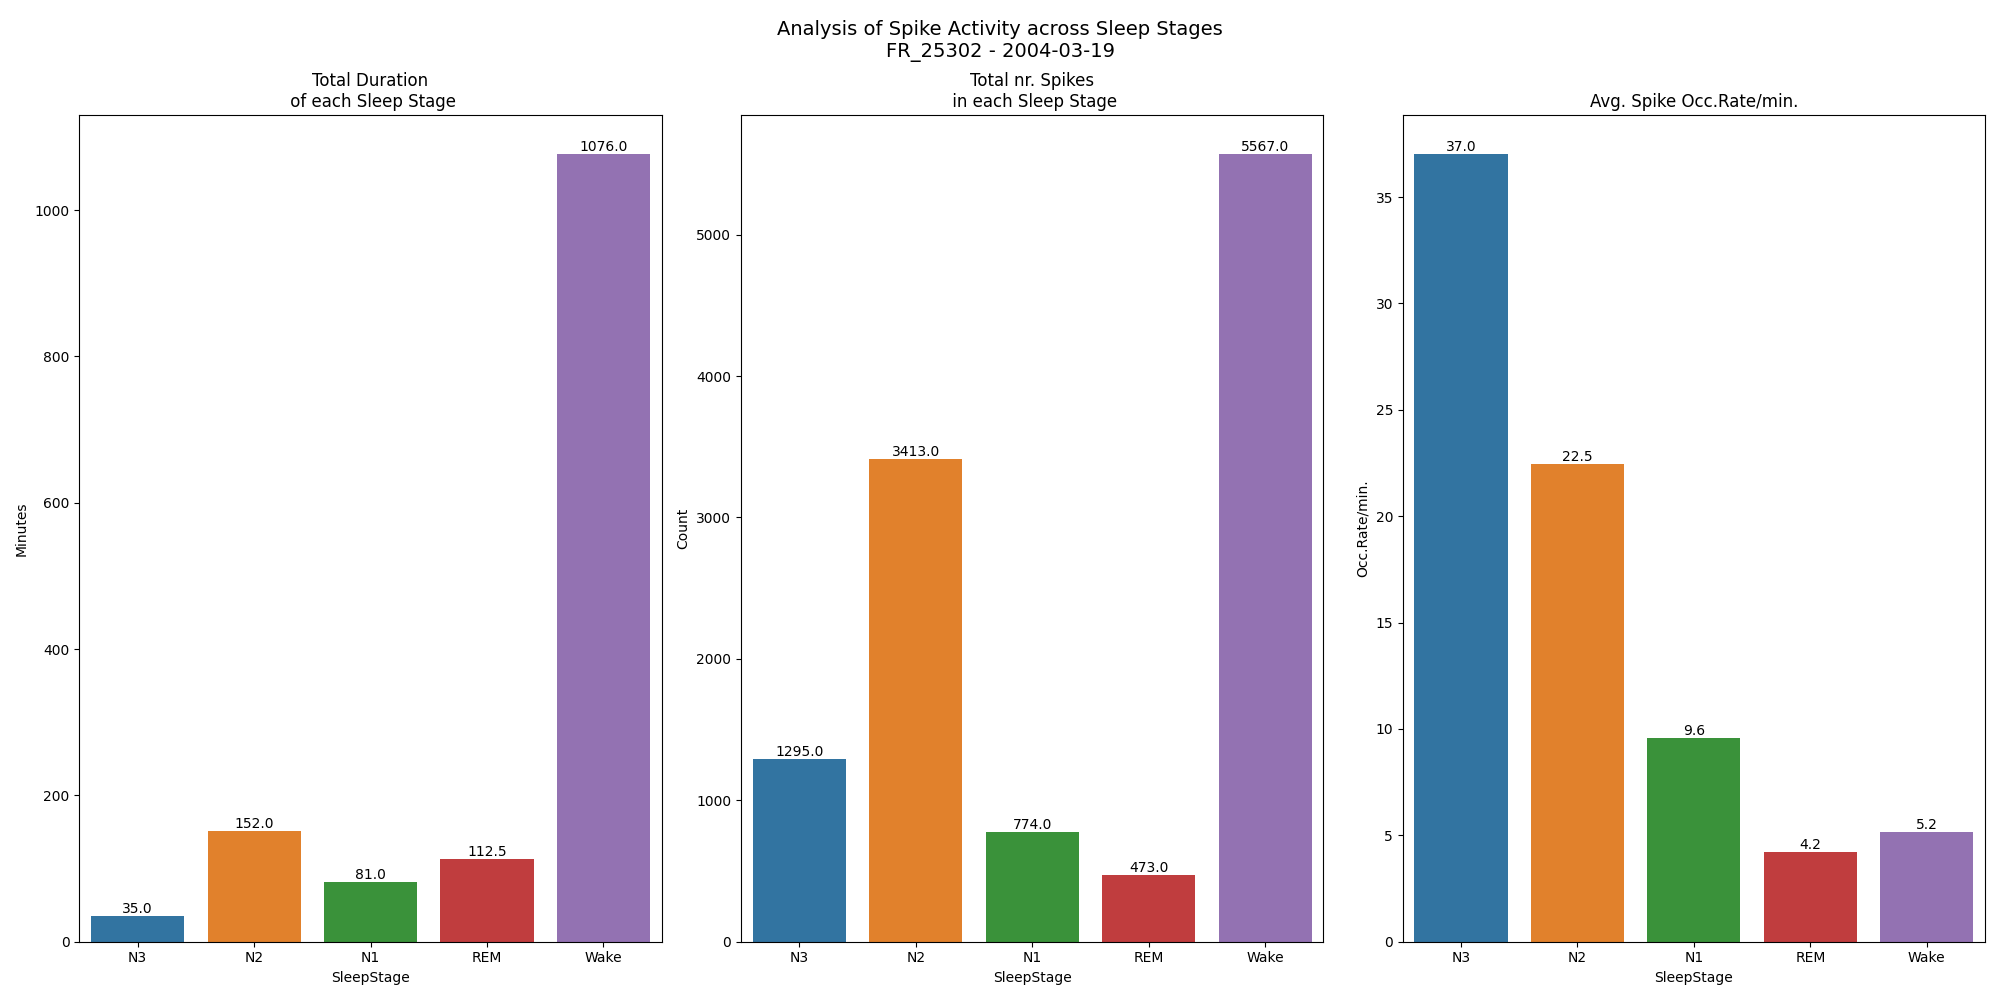 Analysis of Spike Activity across Sleep Stages
FR_25302 - 2004-03-19
Total Duration
of each Sleep Stage
1076.0
1000
800
600
400
200
0
Minutes
35.0
152.0
81.0
112.5
N3 N2 N1 REM Wake
SleepStage
Total nr. Spikes
in each Sleep Stage
5567.0
5000
4000
3000
2000
1000
0
Count
1295.0
3413.0
774.0
473.0
N3 N2 N1 REM Wake
SleepStage
Avg. Spike Occ.Rate/min.
37.0
35
30
25
20
15
10
5
0
Occ.Rate/min.
22.5
9.6
4.2
5.2
N3 N2 N1 REM Wake
SleepStage